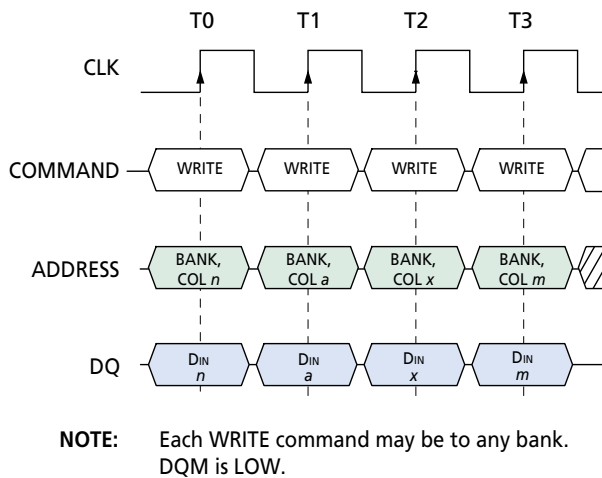 T0 T1 T2 T3
CLK
COMMAND WRITE WRITE WRITE WRITE
BANK, BANK, BANK, BANK,
ADDRESS
COL n COL a COL x COL m
DIN DIN DIN DIN
DQ
n a x m
NOTE: Each WRITE command may be to any bank.
DQM is LOW.